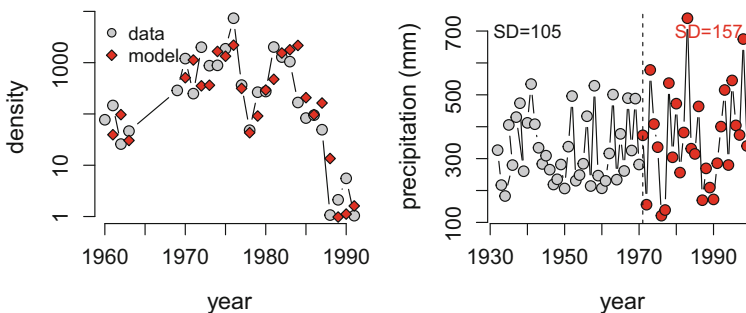 data
model
density
1000
10
1
1960
1970
1980
1990
year
SD=105
SD=157
precipitation (mm)
700
500
300
100
1930
1950
1970
1990
year